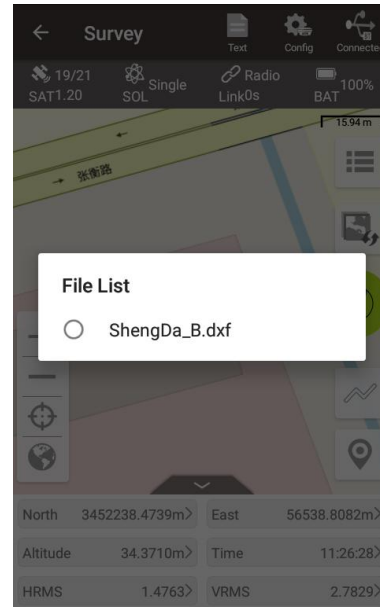 Survey
Text
Config
Connecte
19/21
SAT1.20
Single
SOL
Radio
Link0s
100%
BAT
15.94 m
张衡路
File List
ShengDa_B.dxf
North 3452238.4739m> East 56538.8082m>
Altitude 34.3710m> Time 11:26:28>
HRMS 1.4763> VRMS 2.7829>